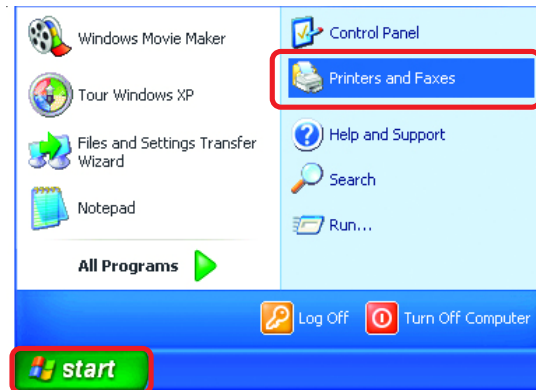 Windows Movie Maker
Tour Windows XP
Files and Settings Transfer
Wizard
Notepad
All Programs
Control Panel
Printers and Faxes
Help and Support
Search
Run...
Log Off
Turn Off Computer
start